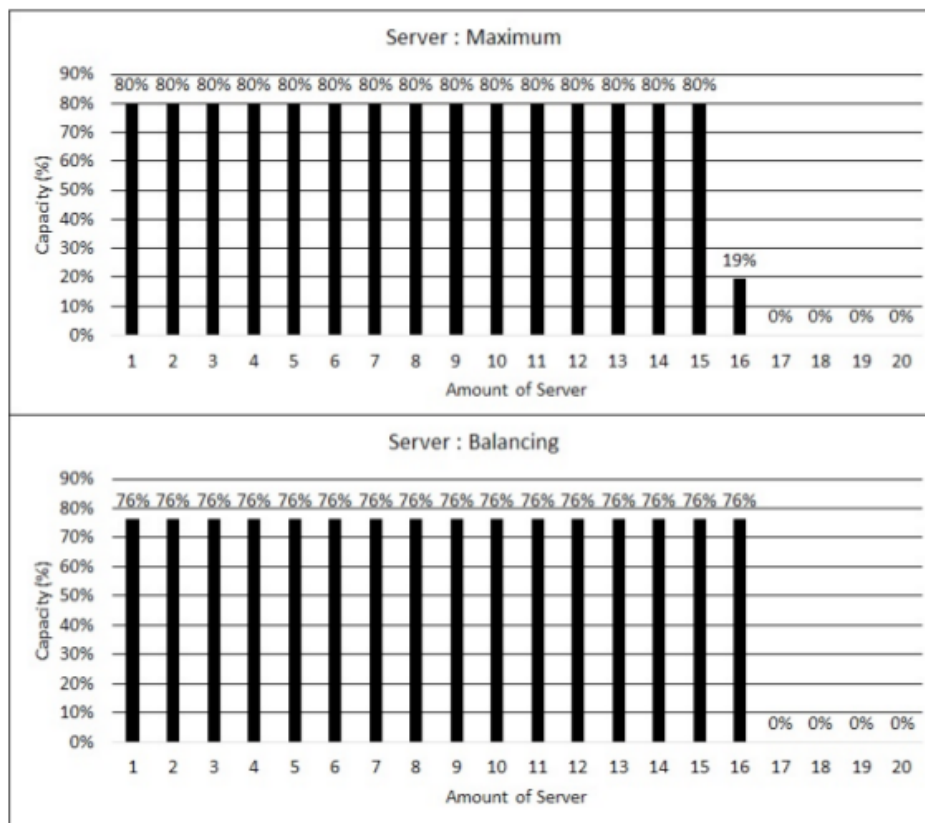 Server : Maximum
90%
80% 80% 80% 80% 80% 80% 80% 80% 80% 80% 80% 80% 80% 80% 80%
80%
70%
60%
50%
40%
30%
20%
10%
0%
Capacity (%)
19%
0% 0% 0% 0%
1 2 3 4 5 6 7 8 9 10 11 12 13 14 15 16 17 18 19 20
Amount of Server
Server : Balancing
90%
76% 76% 76% 76% 76% 76% 76% 76% 76% 76% 76% 76% 76% 76% 76% 76%
80%
70%
60%
50%
40%
30%
20%
10%
0%
Capacity (%)
0% 0% 0% 0%
1 2 3 4 5 6 7 8 9 10 11 12 13 14 15 16 17 18 19 20
Amount of Server